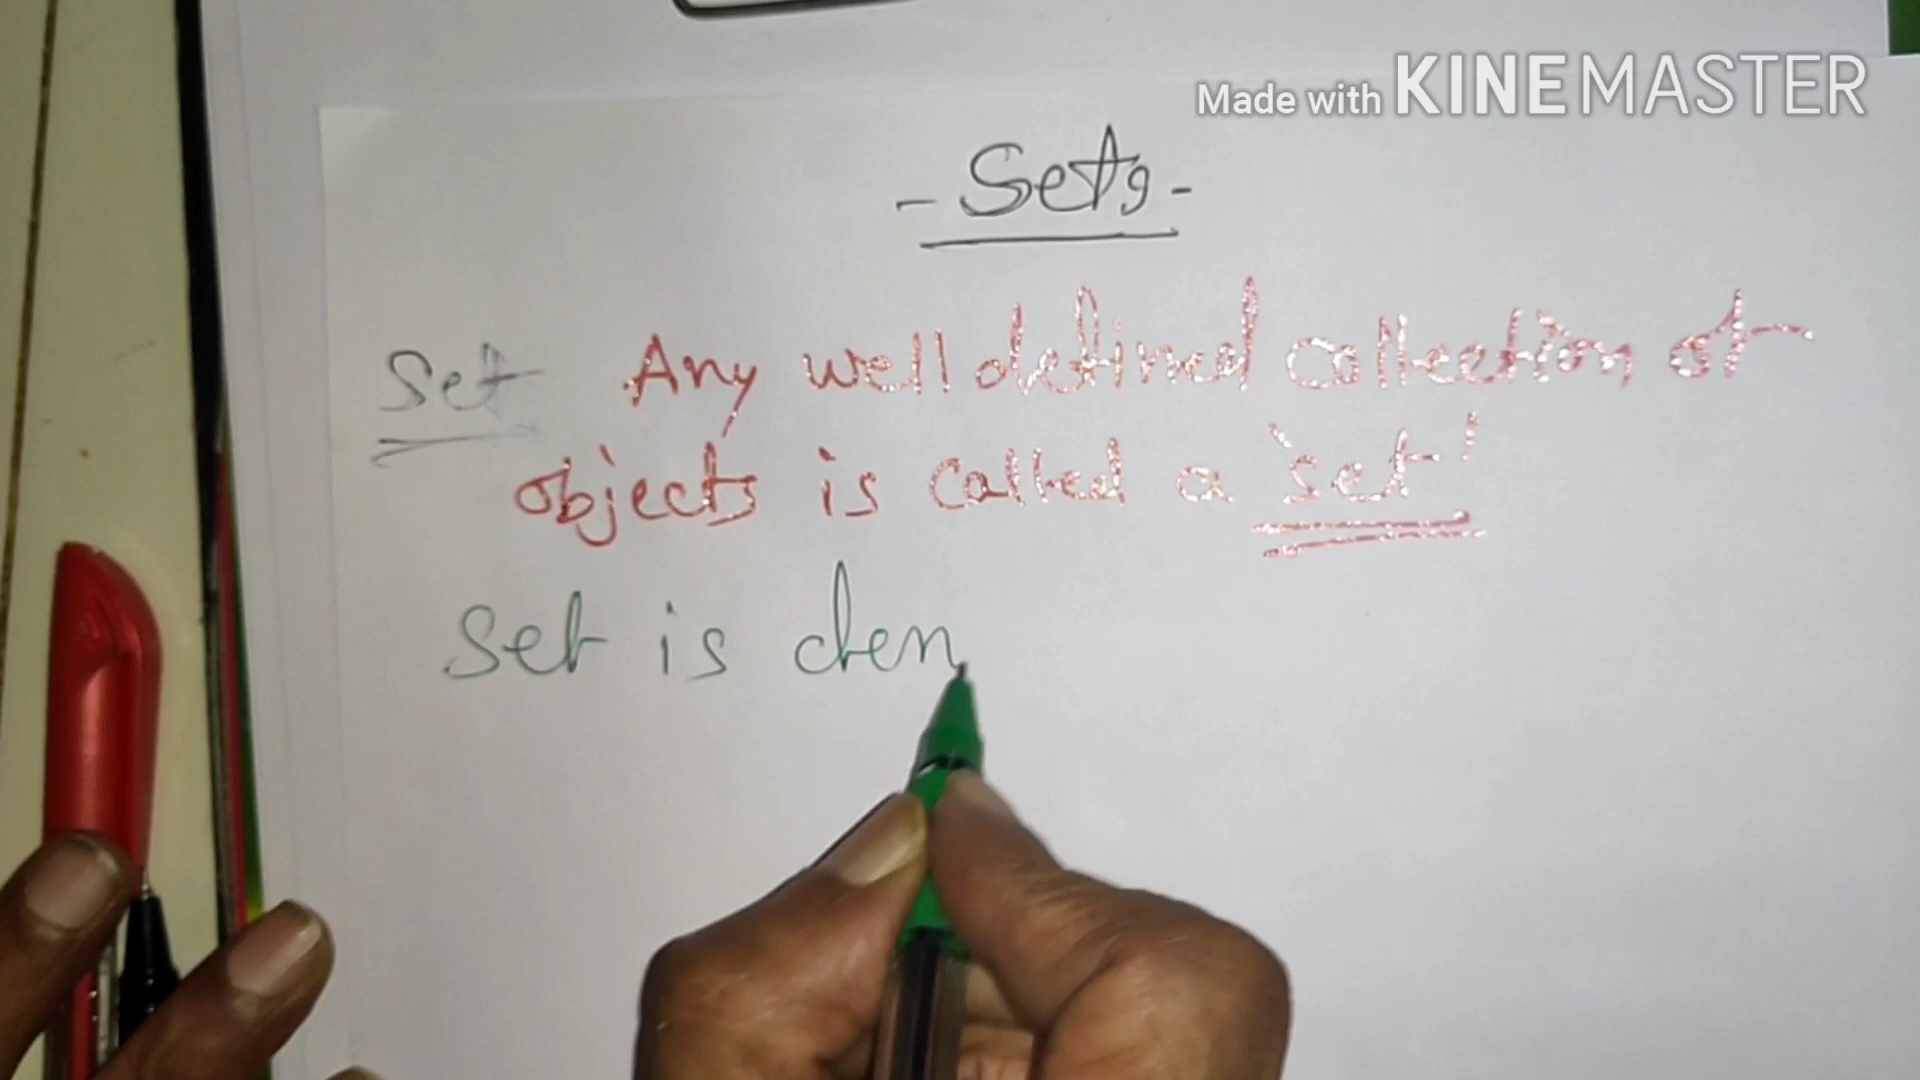 Made with KINEMASTER
- Sets -
Set Any well defined collection of
objects is called a 'set'
Set is den